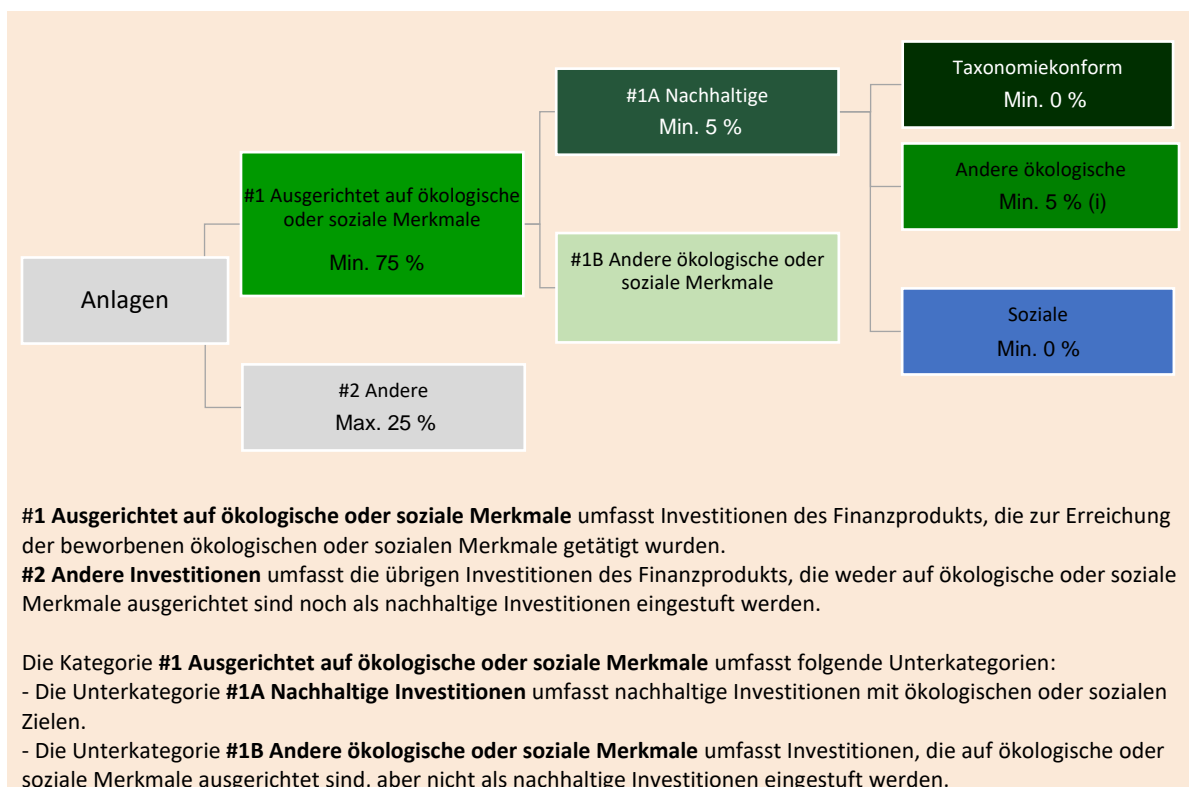 Taxonomiekonform
Min. 0 %
#1A Nachhaltige
Min. 5 %
Andere ökologische
Min. 5 % (i)
#1 Ausgerichtet auf ökologische
oder soziale Merkmale
Min. 75 %
#1B Andere ökologische oder
soziale Merkmale
Anlagen
Soziale
Min. 0 %
#2 Andere
Max. 25 %
#1 Ausgerichtet auf ökologische oder soziale Merkmale umfasst Investitionen des Finanzprodukts, die zur Erreichung
der beworbenen ökologischen oder sozialen Merkmale getätigt wurden.
#2 Andere Investitionen umfasst die übrigen Investitionen des Finanzprodukts, die weder auf ökologische oder soziale
Merkmale ausgerichtet sind noch als nachhaltige Investitionen eingestuft werden.
Die Kategorie #1 Ausgerichtet auf ökologische oder soziale Merkmale umfasst folgende Unterkategorien:
- Die Unterkategorie #1A Nachhaltige Investitionen umfasst nachhaltige Investitionen mit ökologischen oder sozialen
Zielen.
- Die Unterkategorie #1B Andere ökologische oder soziale Merkmale umfasst Investitionen, die auf ökologische oder
soziale Merkmale ausgerichtet sind, aber nicht als nachhaltige Investitionen eingestuft werden.